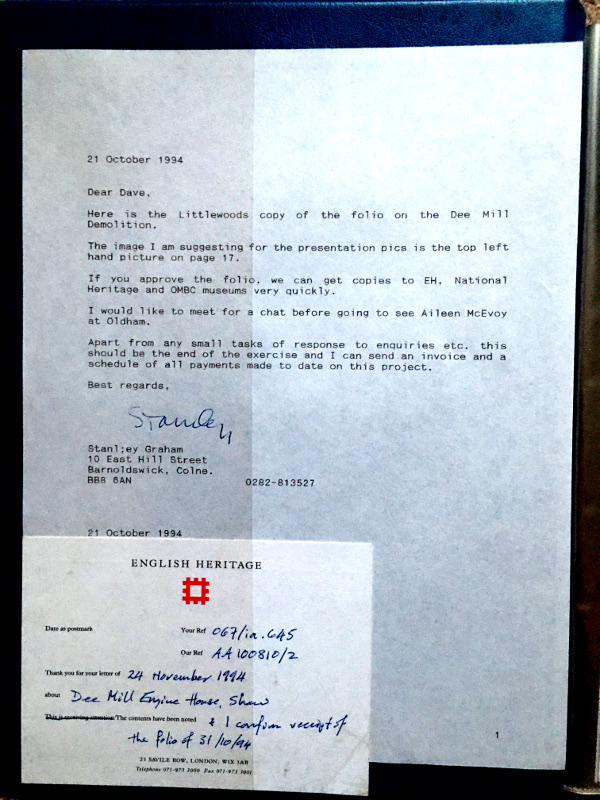 21 October 1994
Dear Dave,
Here is the Littlewoods copy of the folio on the Dee Mill
Demolition.
The image I am suggesting for the presentation pics is the top left
hand picture on page 17.
If you approve the folio, we can get copies to EH, National
Heritage and OMBC museums very quickly.
I would like to meet for a chat before going to see Aileen McEvoy
at Oldham.
Apart from any small tasks of response to enquiries etc. this
should be the end of the exercise and I can send an invoice and a
schedule of all payments made to date on this project.
Best regards,
Stanley
Stanl;ey Graham
10 East Hill Street
Barnoldswick, Colne.
BB8 6AN 0282-813527
21 October 1994
ENGLISH HERITAGE
Date as postmark Your Ref 067/ia.645
Our Ref AA 100810/2
Thank you for your letter of 24 November 1994
about Dee Mill Engine House, Shaw
This is receiving attention/The contents have been noted & I confirm receipt of
the folio of 31/10/94
23 SAVILE ROW, LONDON, W1X 1AB
Telephone 071-973 3000 Fax 071-973 3001
1